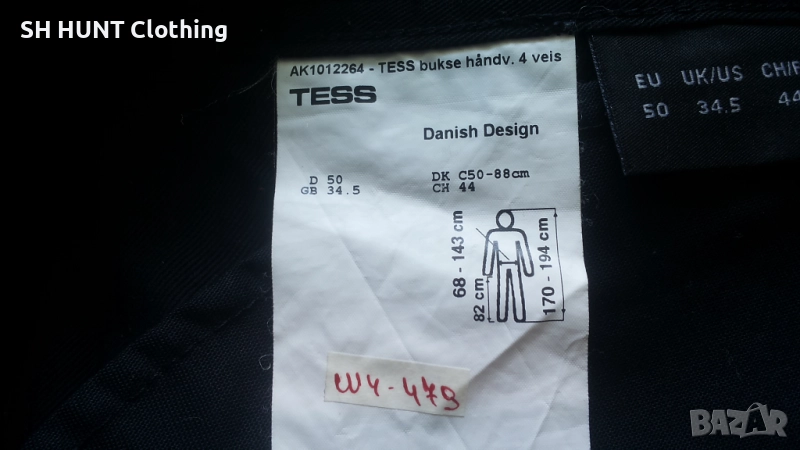 SH HUNT Clothing
AK1012264 - TESS bukse håndv. 4 veis
TESS
Danish Design
D 50
GB 34.5
DK C50-88cm
CH 44
68 - 143 cm
82 cm
170 - 194 cm
W4-479
EU UK/US CH/F
50 34.5 44
BAZAR